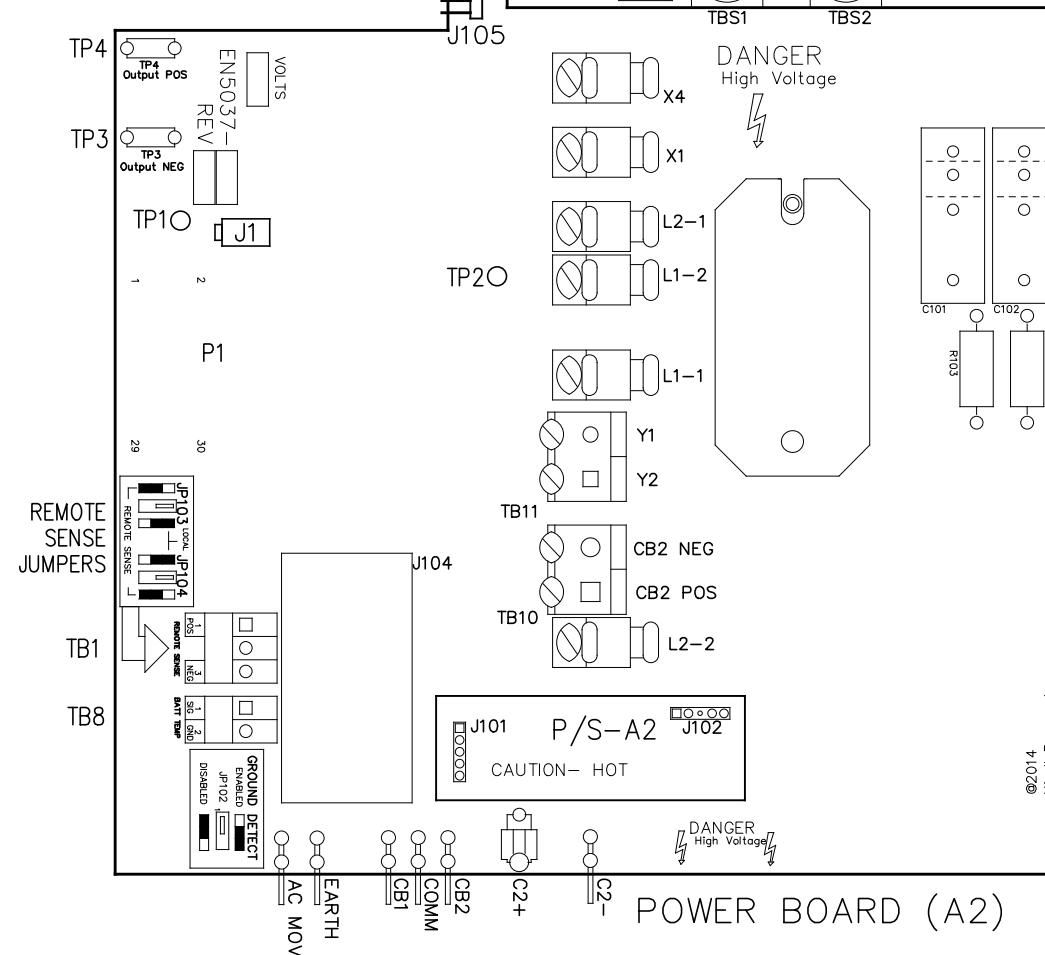 TBS1
TBS2
J105
TP4
TP4
Output POS
EN5037-
REV
VOLTS
DANGER
High Voltage
X4
TP3
TP3
Output NEG
X1
TP1
J1
L2-1
TP2
L1-2
1
2
P1
29
30
C101
C102
R103
L1-1
Y1
Y2
TB11
REMOTE
SENSE
JUMPERS
JP103
LOCAL
REMOTE SENSE
JP104
J104
CB2 NEG
CB2 POS
TB10
L2-2
TB1
POS 1
REMOTE SENSE
NEG 3
TB8
SIG 1
BATT TEMP
GND 2
J101
P/S-A2
J102
CAUTION- HOT
GROUND DETECT
ENABLED
JP102
1
DISABLED
DANGER
High Voltage
AC MOV
EARTH
CB1
COMM
CB2
C2+
C2-
©2014
POWER BOARD (A2)